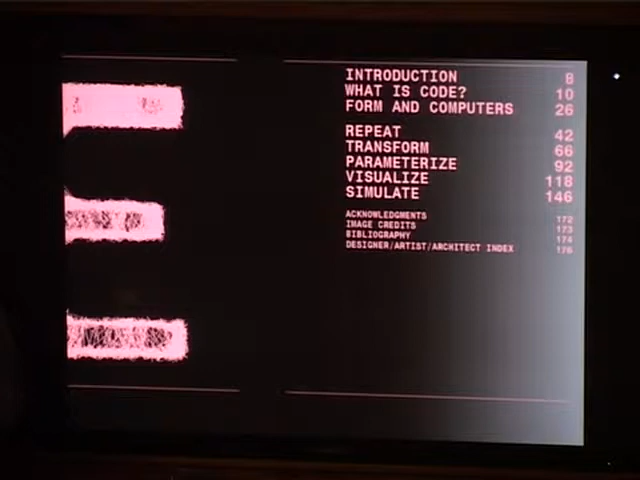 INTRODUCTION 8
WHAT IS CODE? 10
FORM AND COMPUTERS 26
REPEAT 42
TRANSFORM 66
PARAMETERIZE 92
VISUALIZE 118
SIMULATE 146
ACKNOWLEDGMENTS 172
IMAGE CREDITS 173
BIBLIOGRAPHY 174
DESIGNER/ARTIST/ARCHITECT INDEX 176